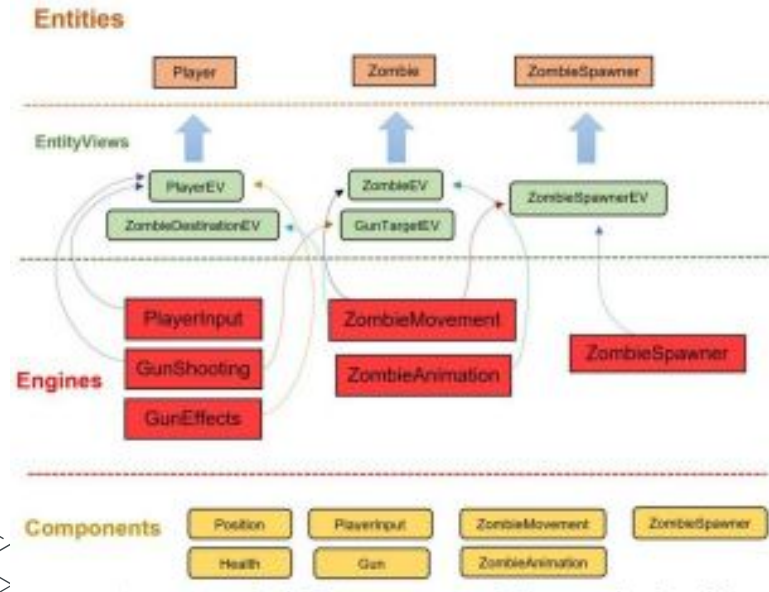 Entities
Player
Zombie
ZombieSpawner
EntityViews
PlayerEV
ZombieEV
ZombieSpawnerEV
ZombieDestinationEV
GunTargetEV
PlayerInput
ZombieMovement
ZombieSpawner
Engines
GunShooting
ZombieAnimation
GunEffects
Components
Position
PlayerInput
ZombieMovement
ZombieSpawner
Health
Gun
ZombieAnimation